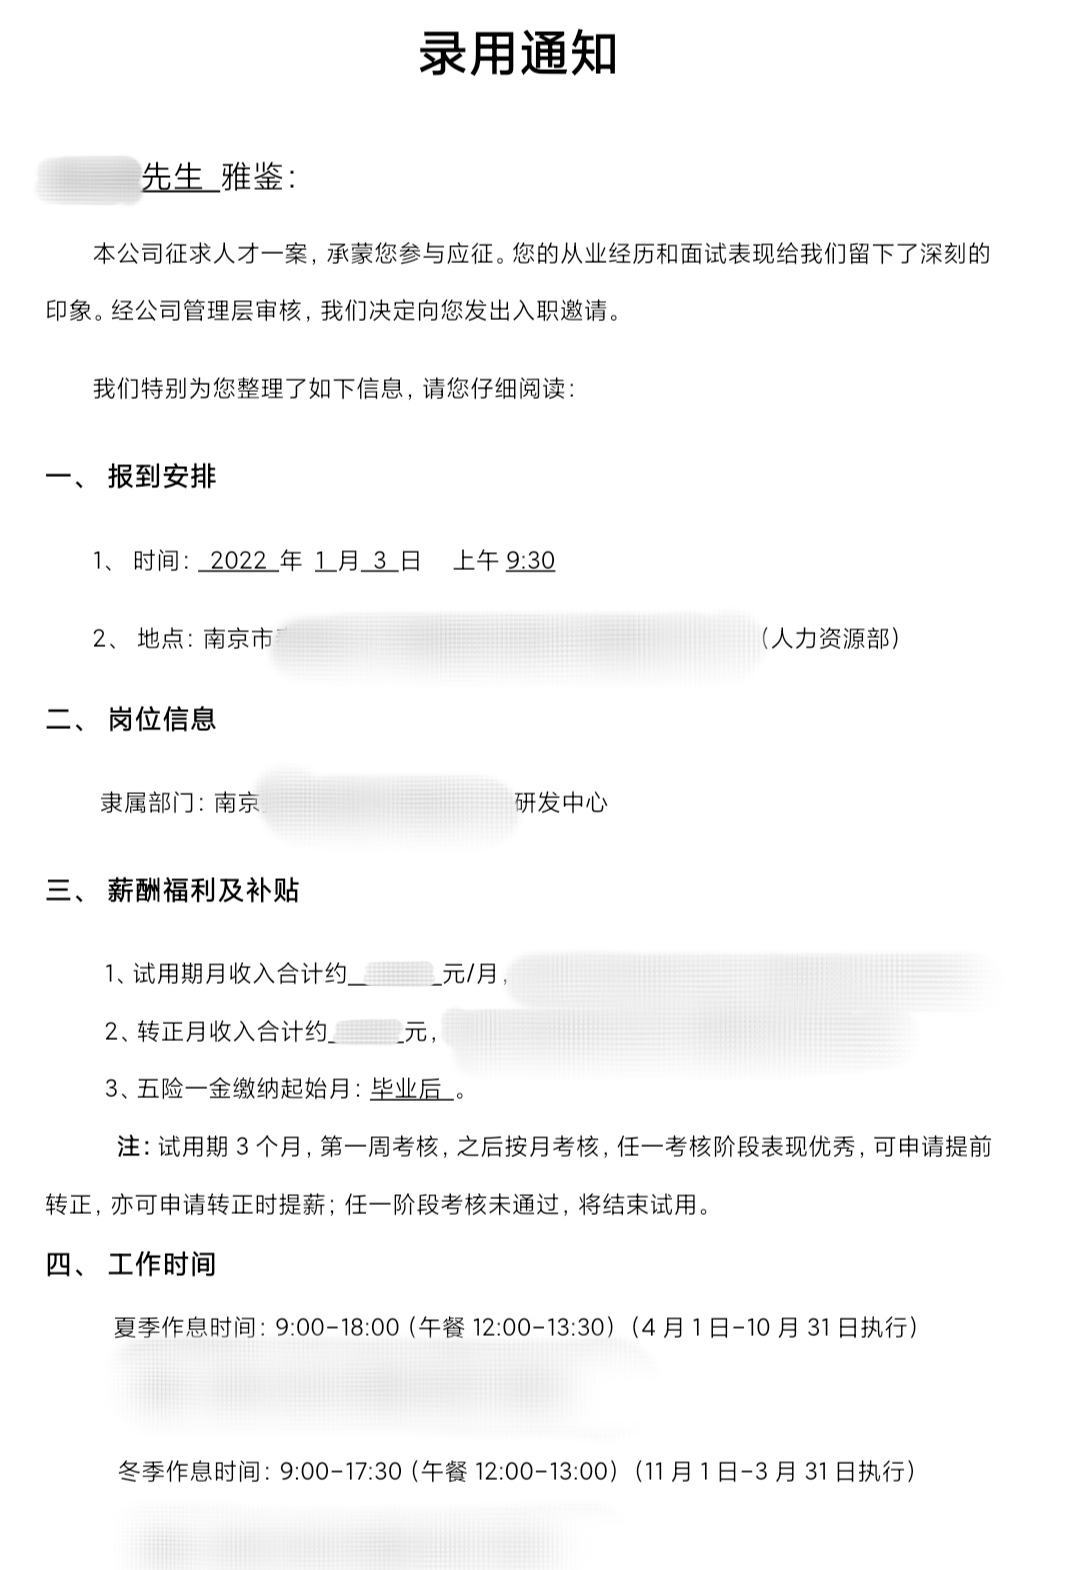 录用通知
先生 雅鉴：
本公司征求人才一案，承蒙您参与应征。您的从业经历和面试表现给我们留下了深刻的
印象。经公司管理层审核，我们决定向您发出入职邀请。
我们特别为您整理了如下信息，请您仔细阅读：
一、 报到安排
1、 时间： 2022 年 1 月 3 日 上午 9:30
2、 地点：南京市 （人力资源部）
二、 岗位信息
隶属部门：南京 研发中心
三、 薪酬福利及补贴
1、试用期月收入合计约 元/月，
2、转正月收入合计约 元，
3、五险一金缴纳起始月：毕业后 。
注：试用期 3 个月，第一周考核，之后按月考核，任一考核阶段表现优秀，可申请提前
转正，亦可申请转正时提薪；任一阶段考核未通过，将结束试用。
四、 工作时间
夏季作息时间：9:00-18:00（午餐 12:00-13:30）（4 月 1 日-10 月 31 日执行）
冬季作息时间：9:00-17:30（午餐 12:00-13:00）（11 月 1 日-3 月 31 日执行）